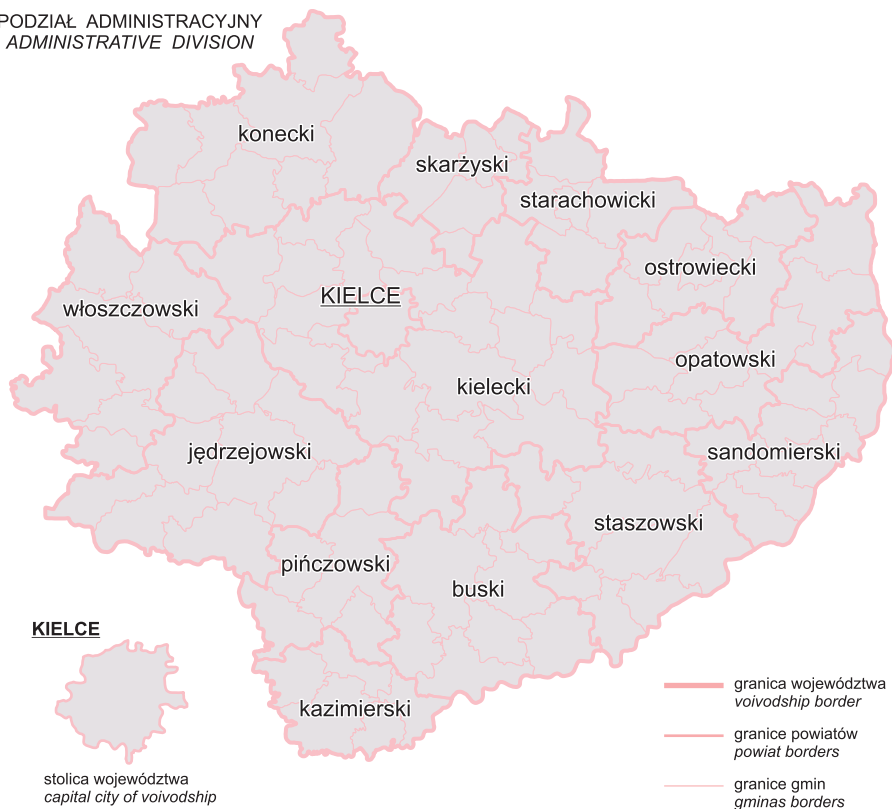 PODZIAŁ ADMINISTRACYJNY
ADMINISTRATIVE DIVISION
konecki
skarżyski
starachowicki
ostrowiecki
KIELCE
włoszczowski
opatowski
kielecki
jędrzejowski
sandomierski
staszowski
pińczowski
buski
kazimierski
KIELCE
stolica województwa
capital city of voivodship
granica województwa
voivodship border
granice powiatów
powiat borders
granice gmin
gminas borders